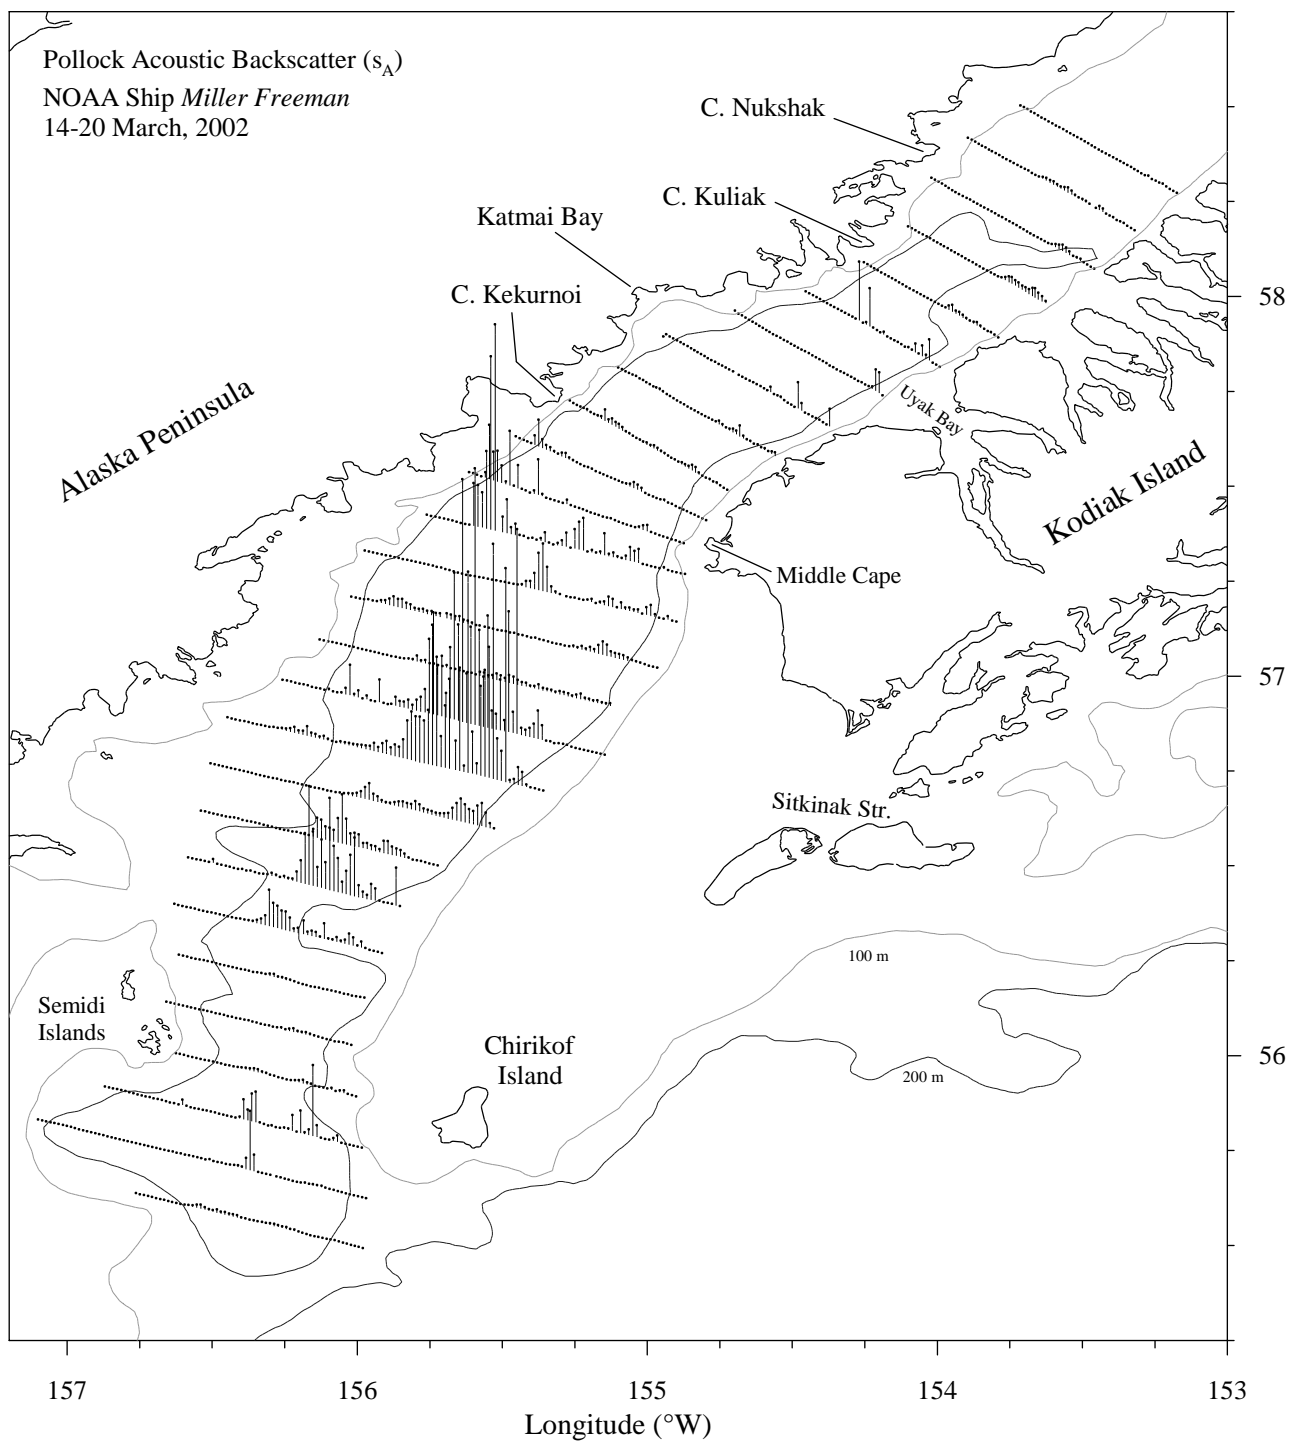 Pollock Acoustic Backscatter (sA)
NOAA Ship Miller Freeman
14-20 March, 2002
C. Nukshak
C. Kuliak
Katmai Bay
C. Kekurnoi
58
Alaska Peninsula
Uyak Bay
Kodiak Island
Middle Cape
57
Sitkinak Str.
100 m
Semidi
Islands
Chirikof
Island
56
200 m
157
156
155
154
153
Longitude (°W)